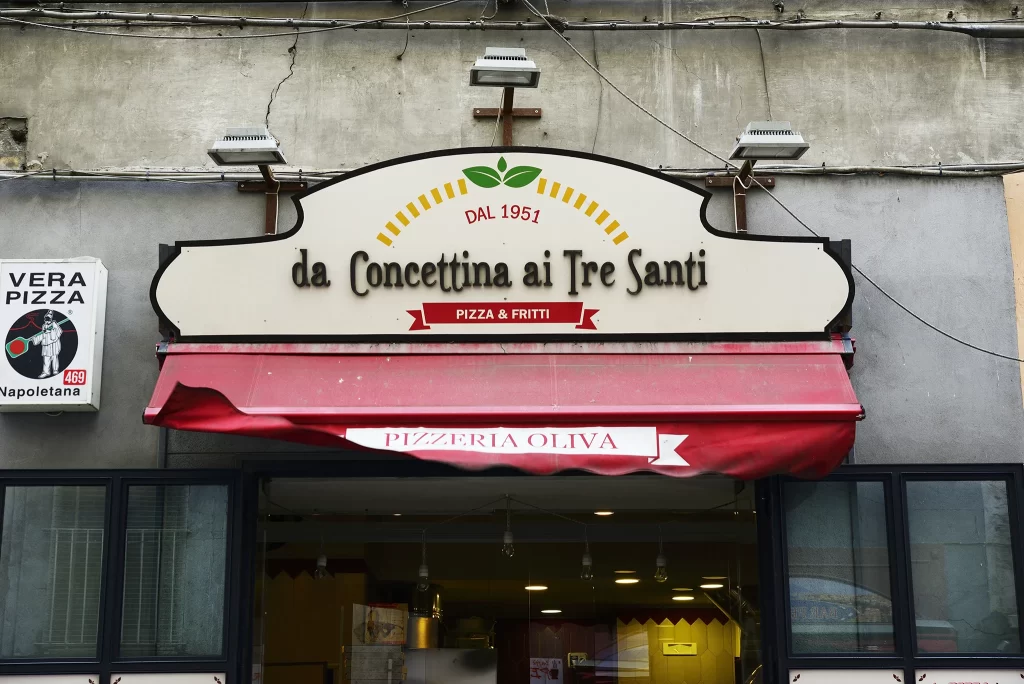 DAL 1951
da Concettina ai Tre Santi
PIZZA & FRITTI
VERA
PIZZA
®
469
Napoletana
PIZZERIA OLIVA